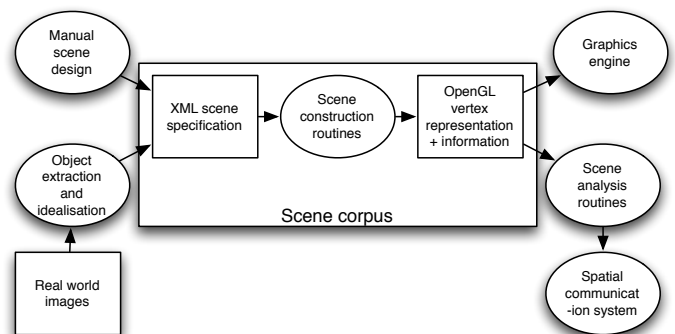 Manual
scene
design
XML scene
specification
Scene
construction
routines
OpenGL
vertex
representation
+ information
Graphics
engine
Object
extraction
and
idealisation
Scene
analysis
routines
Scene corpus
Real world
images
Spatial
communicat
-ion system